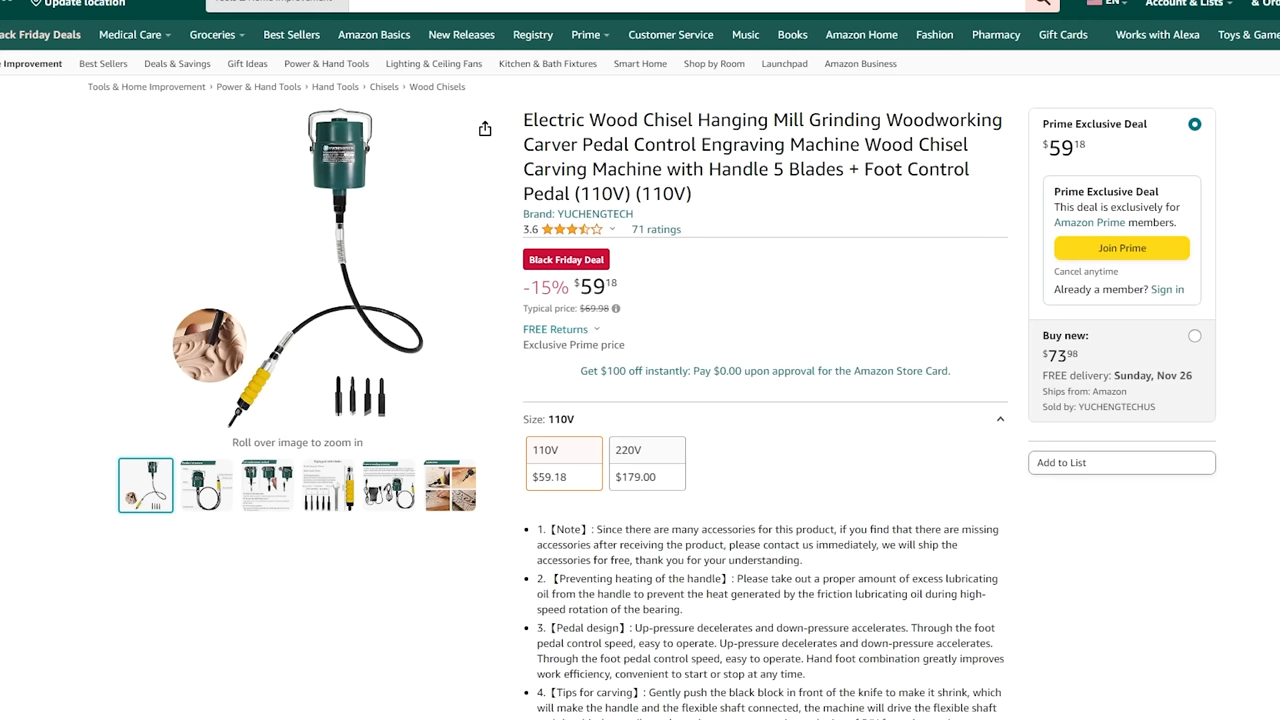 Update location
EN
Account & Lists
ack Friday Deals
Medical Care
Groceries
Best Sellers
Amazon Basics
New Releases
Registry
Prime
Customer Service
Music
Books
Amazon Home
Fashion
Pharmacy
Gift Cards
Works with Alexa
Toys & Game
Improvement
Best Sellers
Deals & Savings
Gift Ideas
Power & Hand Tools
Lighting & Ceiling Fans
Kitchen & Bath Fixtures
Smart Home
Shop by Room
Launchpad
Amazon Business
Tools & Home Improvement › Power & Hand Tools › Hand Tools › Chisels › Wood Chisels
Electric Wood Chisel Hanging Mill Grinding Woodworking
Carver Pedal Control Engraving Machine Wood Chisel
Carving Machine with Handle 5 Blades + Foot Control
Pedal (110V) (110V)
Brand: YUCHENGTECH
3.6
71 ratings
Black Friday Deal
-15% $59 18
Typical price: $69.98
FREE Returns
Exclusive Prime price
Get $100 off instantly: Pay $0.00 upon approval for the Amazon Store Card.
Size: 110V
110V
$59.18
220V
$179.00
• 1.【Note】: Since there are many accessories for this product, if you find that there are missing
accessories after receiving the product, please contact us immediately, we will ship the
accessories for free, thank you for your understanding.
• 2. 【Preventing heating of the handle】: Please take out a proper amount of excess lubricating
oil from the handle to prevent the heat generated by the friction lubricating oil during high-
speed rotation of the bearing.
• 3.【Pedal design】: Up-pressure decelerates and down-pressure accelerates. Through the foot
pedal control speed, easy to operate. Up-pressure decelerates and down-pressure accelerates.
Through the foot pedal control speed, easy to operate. Hand foot combination greatly improves
work efficiency, convenient to start or stop at any time.
• 4.【Tips for carving】: Gently push the black block in front of the knife to make it shrink, which
will make the handle and the flexible shaft connected, the machine will drive the flexible shaft
Roll over image to zoom in
Prime Exclusive Deal
$59 18
Prime Exclusive Deal
This deal is exclusively for
Amazon Prime members.
Join Prime
Cancel anytime
Already a member? Sign in
Buy new:
$73 98
FREE delivery: Sunday, Nov 26
Ships from: Amazon
Sold by: YUCHENGTECHUS
Add to List